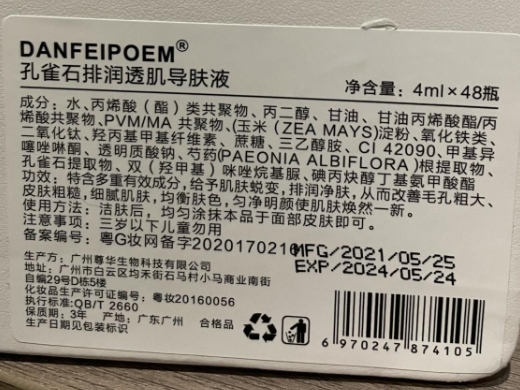 DANFEIPOEM®
孔雀石排润透肌导肤液
净含量：4ml×48瓶
成分：水、丙烯酸（酯）类共聚物、丙二醇、甘油、甘油丙烯酸酯/丙
烯酸共聚物、PVM/MA 共聚物、(玉米（ZEA MAYS)淀粉、氧化铁类、
二氧化钛、羟丙基甲基纤维素、蔗糖、三乙醇胺、CI 42090、甲基异
噻唑啉酮、透明质酸钠、芍药(PAEONIA ALBIFLORA)根提取物、
孔雀石提取物、双（羟甲基）咪唑烷基脲、碘丙炔醇丁基氨甲酸酯
功效：特含多重有效成分，给予肌肤蜕变，排润净肤，从而改善毛孔粗大、
皮肤粗糙，细腻肌肤，均衡肤色，匀净明颜使肌肤焕然一新。
使用方法：洁肤后，均匀涂抹本品于面部皮肤即可。
注意事项：三岁以下儿童勿用
备案编号：粤G妆网备字2020170216
MFG/2021/05/25
EXP/2024/05/24
生产方：广州尊华生物科技有限公司
地址：广州市白云区均禾街石马村小马商业南街
自编29号D栋5楼
化妆品生产许可证编号：粤妆20160056
执行标准：QB/T 2660
保质期：3年 产地：广东广州 合格品
生产日期见包装标识
6 970247 874105